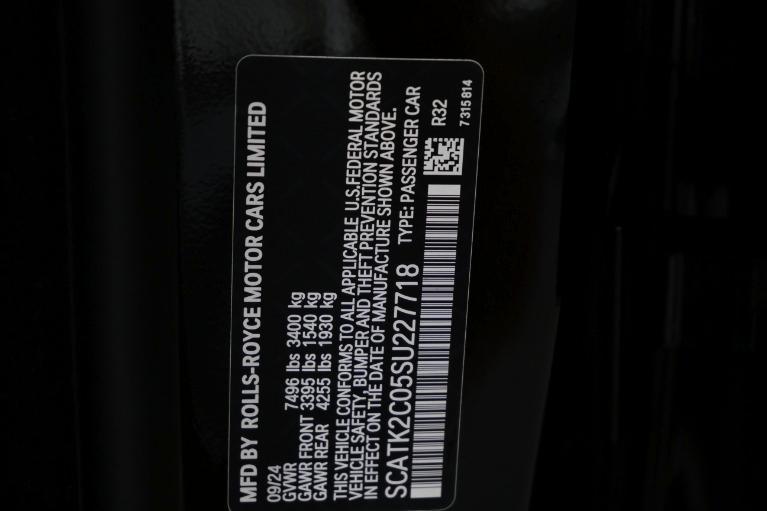 MFD BY ROLLS-ROYCE MOTOR CARS LIMITED
09/24
GVWR 7496 lbs 3400 kg
GAWR FRONT 3395 lbs 1540 kg
GAWR REAR 4255 lbs 1930 kg
THIS VEHICLE CONFORMS TO ALL APPLICABLE U.S.FEDERAL MOTOR
VEHICLE SAFETY, BUMPER AND THEFT PREVENTION STANDARDS
IN EFFECT ON THE DATE OF MANUFACTURE SHOWN ABOVE.
SCATK2C05SU227718 TYPE: PASSENGER CAR
R32
7315814